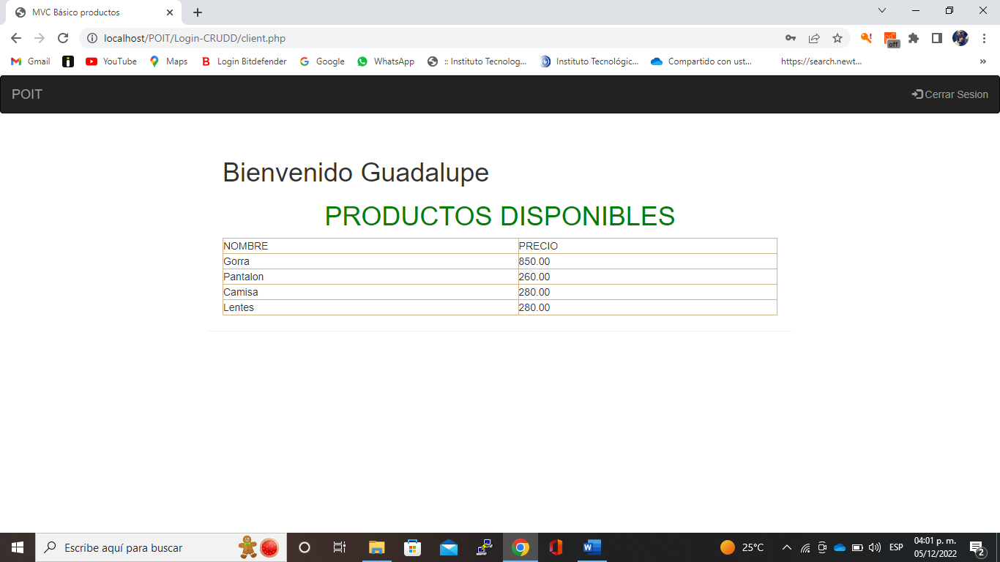 MVC Básico productos
localhost/POIT/Login-CRUDD/client.php
off
Gmail YouTube Maps Login Bitdefender Google WhatsApp :: Instituto Tecnolog... Instituto Tecnológic... Compartido con ust... https://search.newt... »
POIT Cerrar Sesion
Bienvenido Guadalupe
PRODUCTOS DISPONIBLES
NOMBRE PRECIO
Gorra 850.00
Pantalon 260.00
Camisa 280.00
Lentes 280.00
Escribe aquí para buscar 25°C ESP 04:01 p. m.
05/12/2022 2